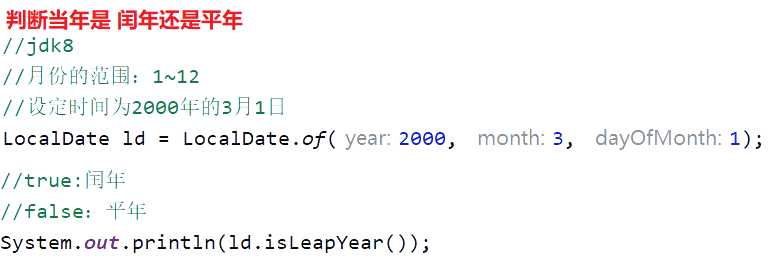 判断当年是 闰年还是平年
//jdk8
//月份的范围：1~12
//设定时间为2000年的3月1日
LocalDate ld = LocalDate.of( year: 2000, month: 3, dayOfMonth: 1);
//true:闰年
//false：平年
System.out.println(ld.isLeapYear());